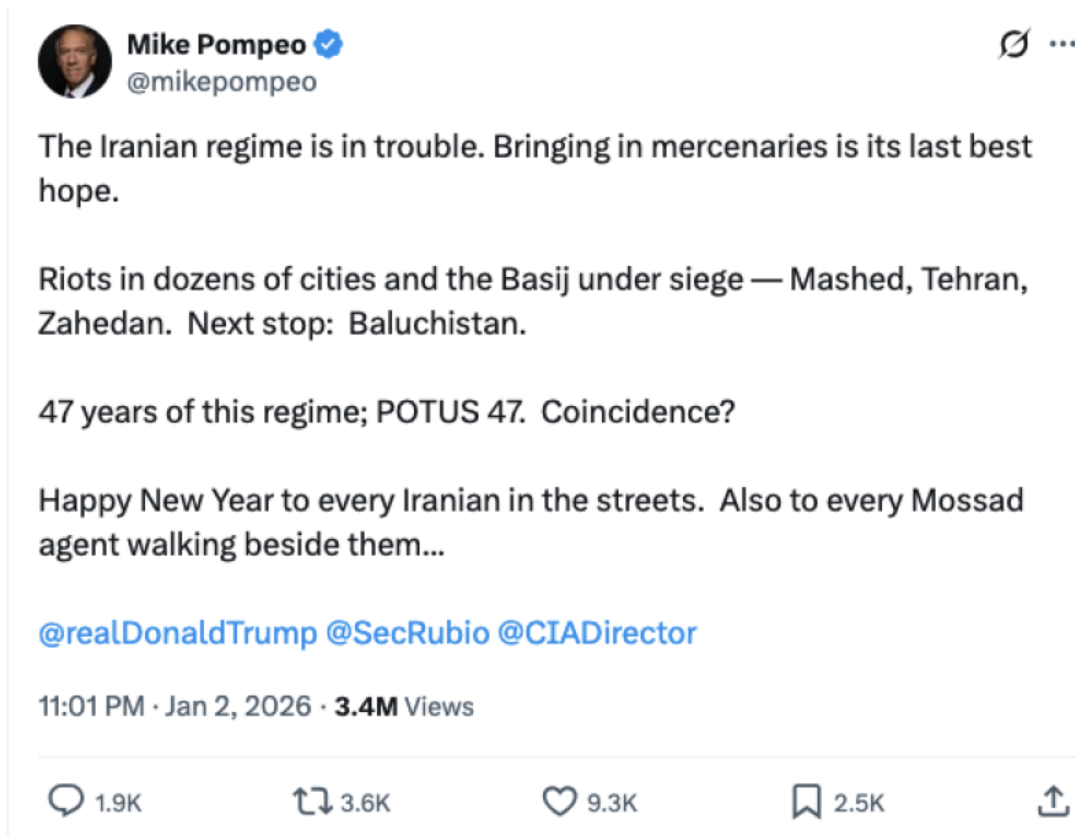 Mike Pompeo
@mikepompeo
The Iranian regime is in trouble. Bringing in mercenaries is its last best
hope.
Riots in dozens of cities and the Basij under siege — Mashed, Tehran,
Zahedan.  Next stop:  Baluchistan.
47 years of this regime; POTUS 47.  Coincidence?
Happy New Year to every Iranian in the streets.  Also to every Mossad
agent walking beside them...
@realDonaldTrump @SecRubio @CIADirector
11:01 PM · Jan 2, 2026 · 3.4M Views
1.9K 3.6K 9.3K 2.5K